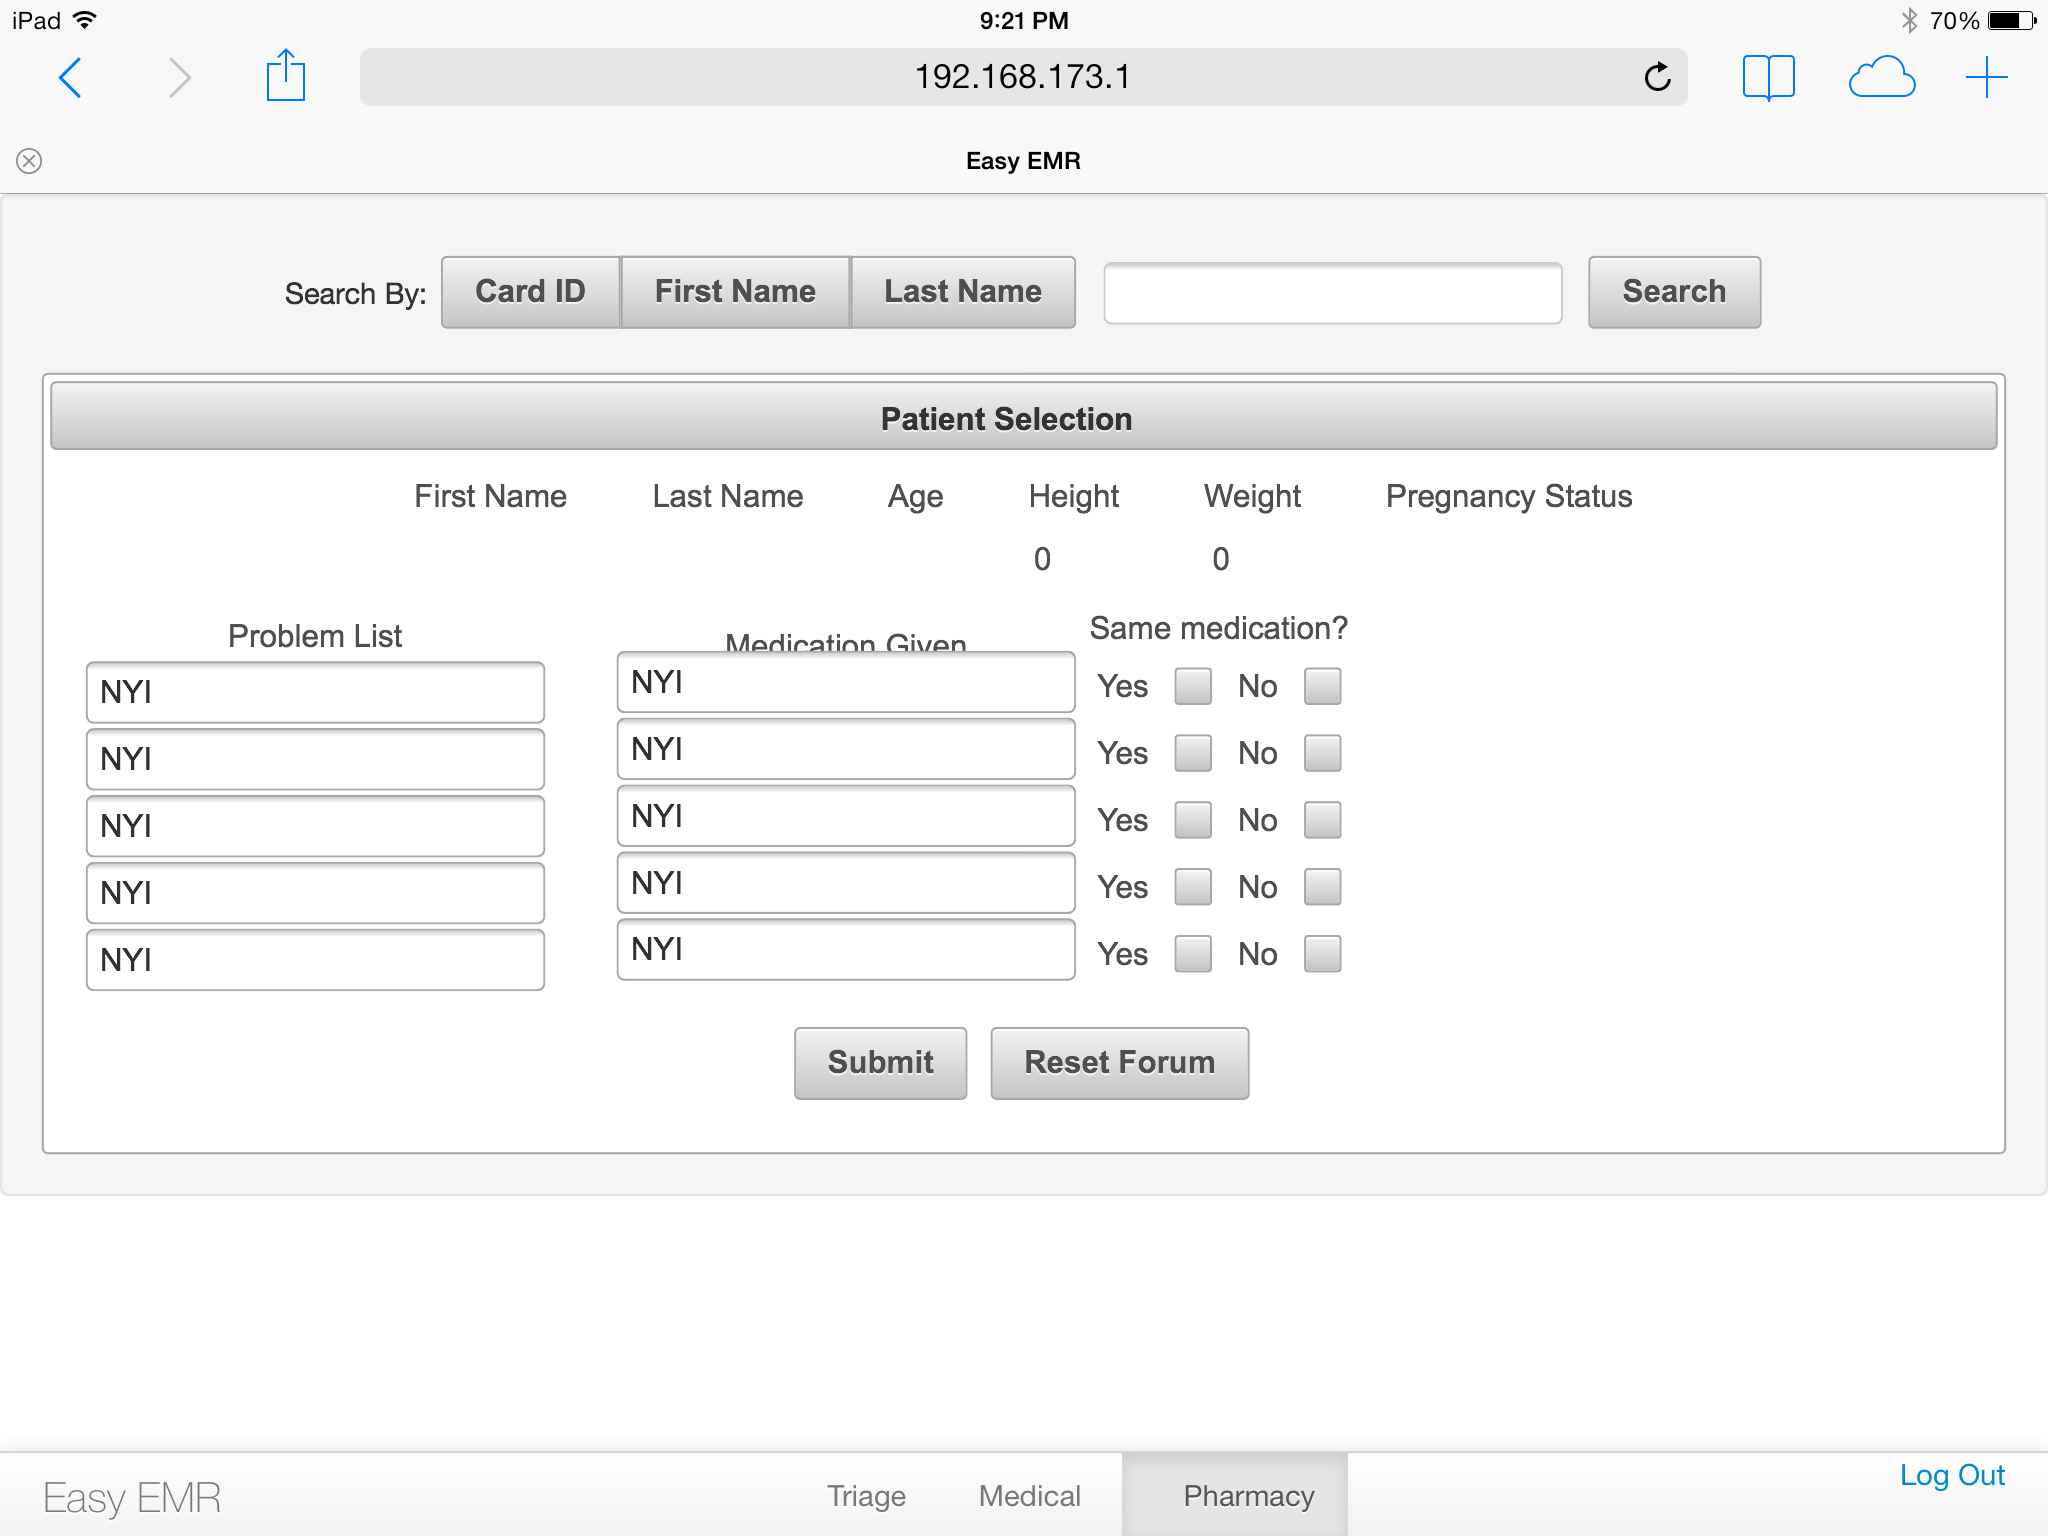 iPad 9:21 PM 70%
192.168.173.1
Easy EMR
Search By: Card ID First Name Last Name Search
Patient Selection
First Name Last Name Age Height Weight Pregnancy Status
0 0
Problem List Medication Given Same medication?
NYI NYI Yes No
NYI NYI Yes No
NYI NYI Yes No
NYI NYI Yes No
NYI NYI Yes No
Submit Reset Forum
Easy EMR Triage Medical Pharmacy Log Out